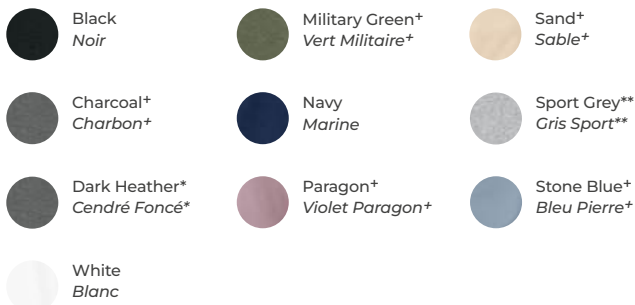 Black
Noir
Military Green+
Vert Militaire+
Sand+
Sable+
Charcoal+
Charbon+
Navy
Marine
Sport Grey**
Gris Sport**
Dark Heather*
Cendré Foncé*
Paragon+
Violet Paragon+
Stone Blue+
Bleu Pierre+
White
Blanc